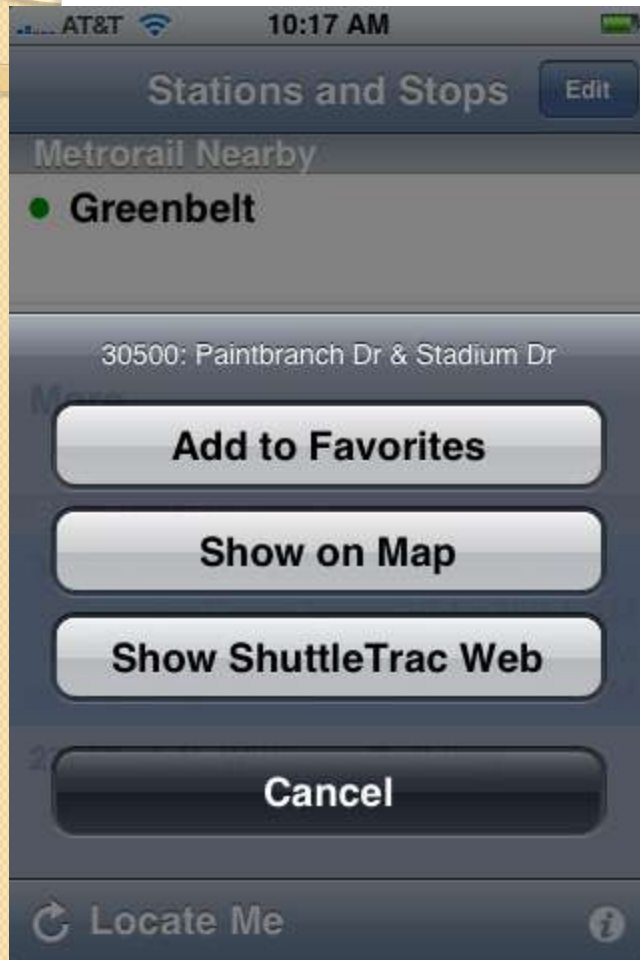 AT&T 10:17 AM
Stations and Stops Edit
Metrorail Nearby
Greenbelt
30500: Paintbranch Dr & Stadium Dr
More
Add to Favorites
Show on Map
Show ShuttleTrac Web
Cancel
Locate Me